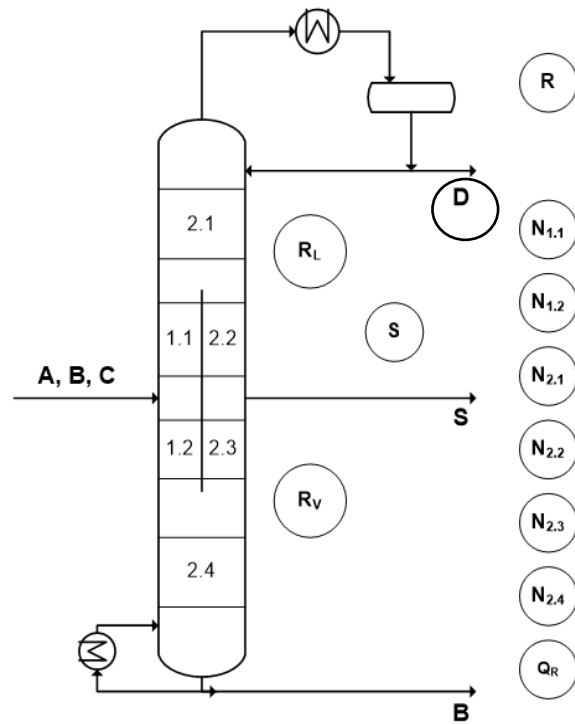 R
2.1
D
R_L
N_1.1
N_1.2
S
1.1 2.2
A, B, C
N_2.1
S
1.2 2.3
N_2.2
R_V
N_2.3
2.4
N_2.4
Q_R
B